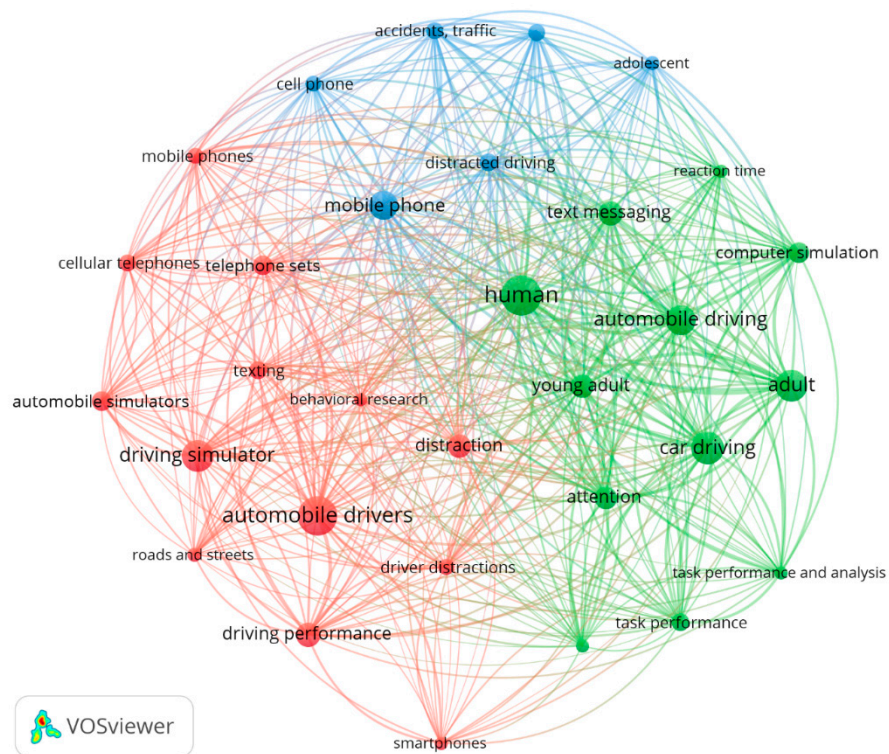 accidents, traffic
adolescent
cell phone
mobile phones
distracted driving
reaction time
mobile phone
text messaging
cellular telephones
telephone sets
computer simulation
human
automobile driving
texting
young adult
adult
automobile simulators
behavioral research
driving simulator
distraction
car driving
attention
automobile drivers
roads and streets
driver distractions
task performance and analysis
driving performance
task performance
VOSviewer
smartphones